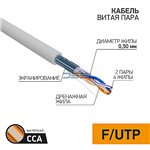 КАБЕЛЬ
ВИТАЯ ПАРА
ДИАМЕТР ЖИЛЫ
0,50 мм
ЭКРАНИРОВАНИЕ
2 ПАРЫ
4 ЖИЛЫ
ДРЕНАЖНАЯ
ЖИЛА
МАТЕРИАЛ:
CCA
F/UTP